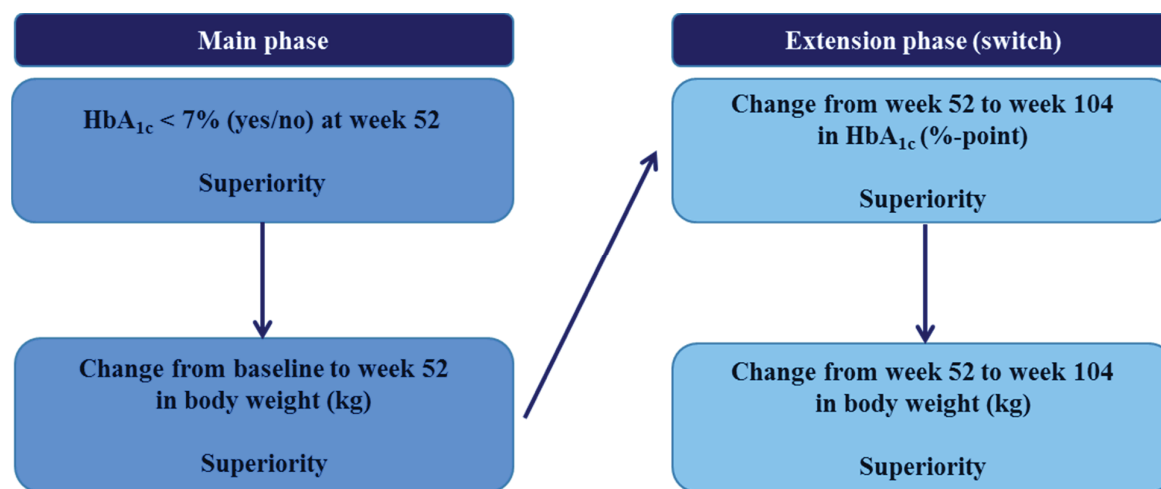 Main phase
HbA1c < 7% (yes/no) at week 52
Superiority
Change from baseline to week 52
in body weight (kg)
Superiority
Extension phase (switch)
Change from week 52 to week 104
in HbA1c (%-point)
Superiority
Change from week 52 to week 104
in body weight (kg)
Superiority